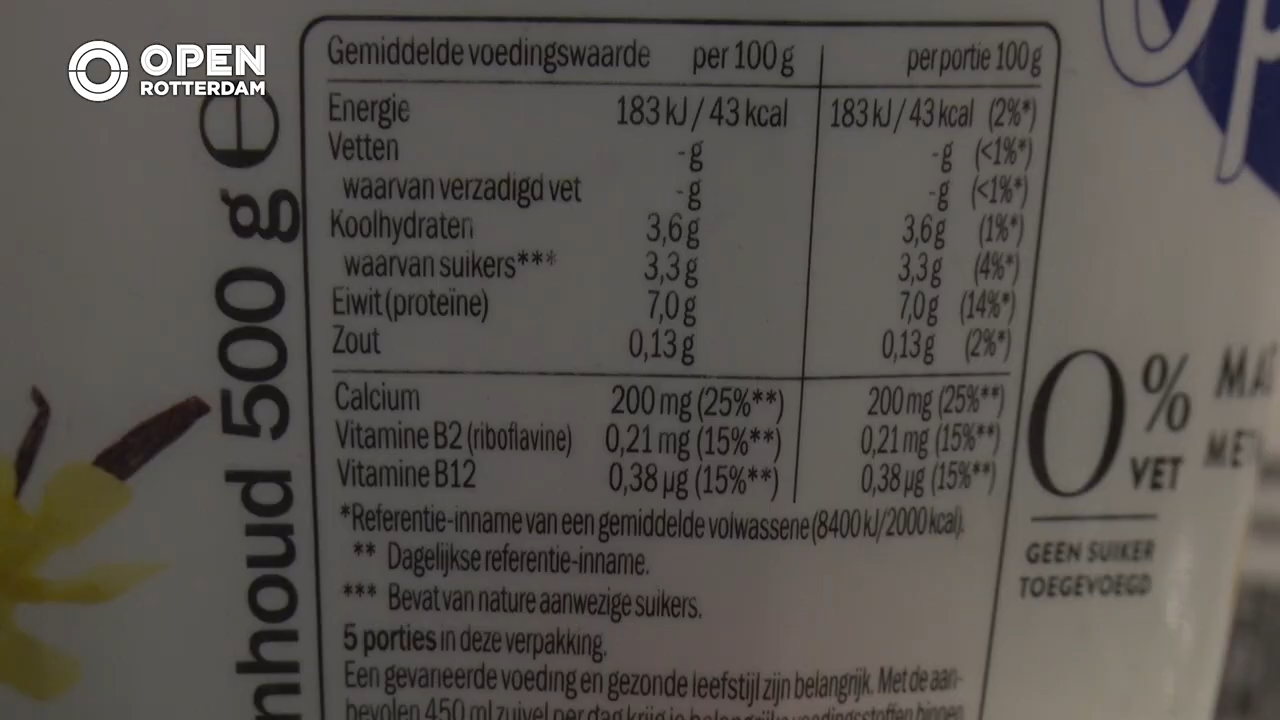 OPEN
ROTTERDAM
nhoud 500 g e
Gemiddelde voedingswaarde per 100 g per portie 100 g
Energie 183 kJ / 43 kcal 183 kJ / 43 kcal (2%*)
Vetten -g -g (<1%*)
waarvan verzadigd vet -g -g (<1%*)
Koolhydraten 3,6 g 3,6 g (1%*)
waarvan suikers*** 3,3 g 3,3 g (4%*)
Eiwit (proteïne) 7,0 g 7,0 g (14%*)
Zout 0,13 g 0,13 g (2%*)
Calcium 200 mg (25%**) 200 mg (25%**)
Vitamine B2 (riboflavine) 0,21 mg (15%**) 0,21 mg (15%**)
Vitamine B12 0,38 µg (15%**) 0,38 µg (15%**)
*Referentie-inname van een gemiddelde volwassene (8400 kJ/2000 kcal).
** Dagelijkse referentie-inname.
*** Bevat van nature aanwezige suikers.
5 porties in deze verpakking.
Een gevarieerde voeding en gezonde leefstijl zijn belangrijk. Met de aan-
bevolen 450 ml zuivel per dag krijg je belangrijke voedingsstoffen binnen
0%
VET
GEEN SUIKER
TOEGEVOEGD
MA
ME